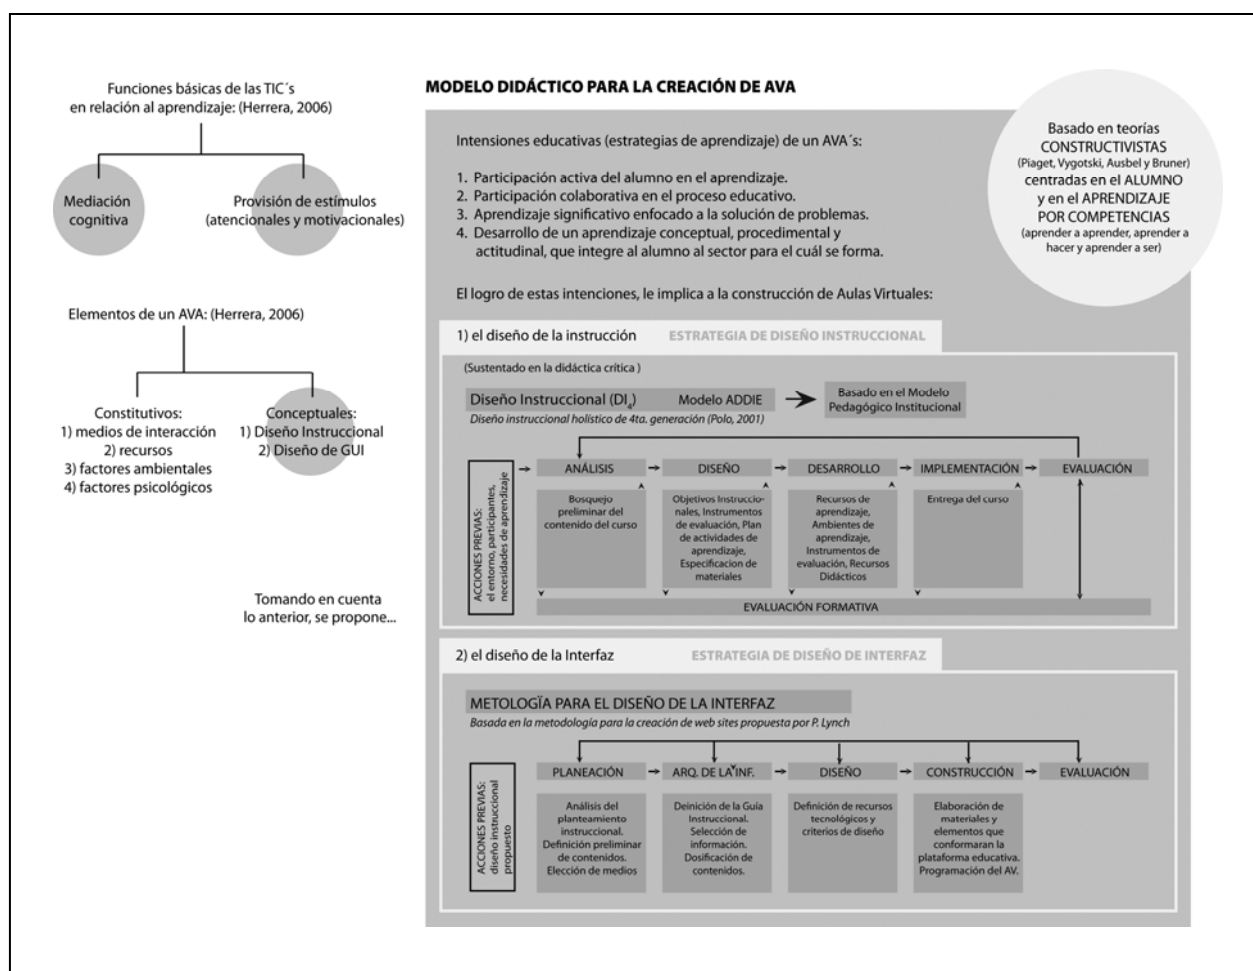 Funciones básicas de las TIC´s
en relación al aprendizaje: (Herrera, 2006)
Mediación
cognitiva
Provisión de estímulos
(atencionales y motivacionales)
Elementos de un AVA: (Herrera, 2006)
Constitutivos:
1) medios de interacción
2) recursos
3) factores ambientales
4) factores psicológicos
Conceptuales:
1) Diseño Instruccional
2) Diseño de GUI
Tomando en cuenta
lo anterior, se propone...
MODELO DIDÁCTICO PARA LA CREACIÓN DE AVA
Intensiones educativas (estrategias de aprendizaje) de un AVA´s:
1. Participación activa del alumno en el aprendizaje.
2. Participación colaborativa en el proceso educativo.
3. Aprendizaje significativo enfocado a la solución de problemas.
4. Desarrollo de un aprendizaje conceptual, procedimental y
actitudinal, que integre al alumno al sector para el cuál se forma.
El logro de estas intenciones, le implica a la construcción de Aulas Virtuales:
Basado en teorías
CONSTRUCTIVISTAS
(Piaget, Vygotski, Ausbel y Bruner)
centradas en el ALUMNO
y en el APRENDIZAJE
POR COMPETENCIAS
(aprender a aprender, aprender a
hacer y aprender a ser)
1) el diseño de la instrucción ESTRATEGIA DE DISEÑO INSTRUCCIONAL
(Sustentado en la didáctica crítica )
Diseño Instruccional (DI4) Modelo ADDIE
Diseño instruccional holístico de 4ta. generación (Polo, 2001)
Basado en el Modelo
Pedagógico Institucional
ACCIONES PREVIAS:
el entorno, participantes,
necesidades de aprendizaje
ANÁLISIS
DISEÑO
DESARROLLO
IMPLEMENTACIÓN
EVALUACIÓN
Bosquejo
preliminar del
contenido del curso
Objetivos Instruccio-
nales, Instrumentos
de evaluación, Plan
de actividades de
aprendizaje,
Especificacion de
materiales
Recursos de
aprendizaje,
Ambientes de
aprendizaje,
Instrumentos de
evaluación, Recursos
Didácticos
Entrega del curso
EVALUACIÓN FORMATIVA
2) el diseño de la Interfaz ESTRATEGIA DE DISEÑO DE INTERFAZ
METOLOGÏA PARA EL DISEÑO DE LA INTERFAZ
Basada en la metodología para la creación de web sites propuesta por P. Lynch
ACCIONES PREVIAS:
diseño instruccional
propuesto
PLANEACIÓN
ARQ. DE LA INF.
DISEÑO
CONSTRUCCIÓN
EVALUACIÓN
Análisis del
planteamiento
instruccional.
Definición preliminar
de contenidos.
Elección de medios
Deinición de la Guía
Instruccional.
Selección de
información.
Dosificación de
contenidos.
Definición de recursos
tecnológicos y
criterios de diseño
Elaboración de
materiales y
elementos que
conformaran la
plataforma educativa.
Programación del AV.